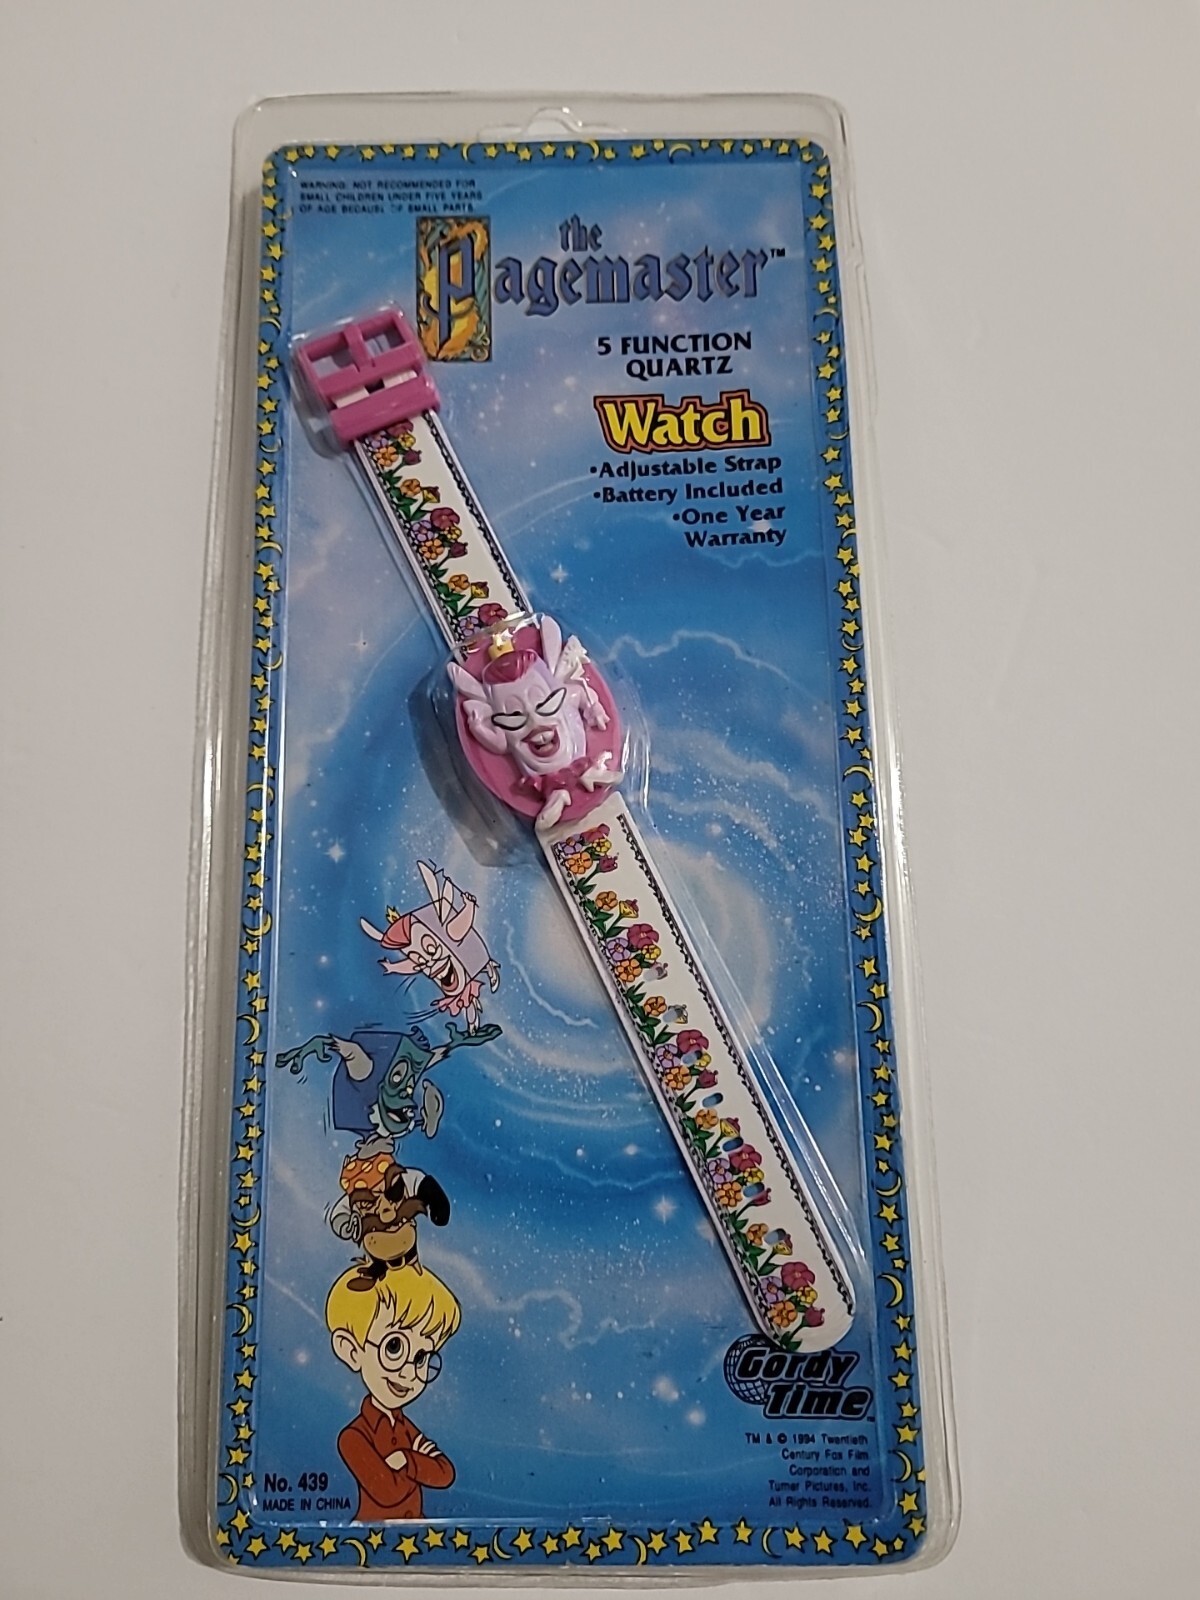 WARNING: NOT RECOMMENDED FOR
SMALL CHILDREN UNDER FIVE YEARS
OF AGE BECAUSE OF SMALL PARTS.
the
Pagemaster™
5 FUNCTION
QUARTZ
Watch
•Adjustable Strap
•Battery Included
•One Year
Warranty
Gordy
Time™
TM & © 1994 Twentieth
Century Fox Film
Corporation and
Turner Pictures, Inc.
All Rights Reserved.
No. 439
MADE IN CHINA